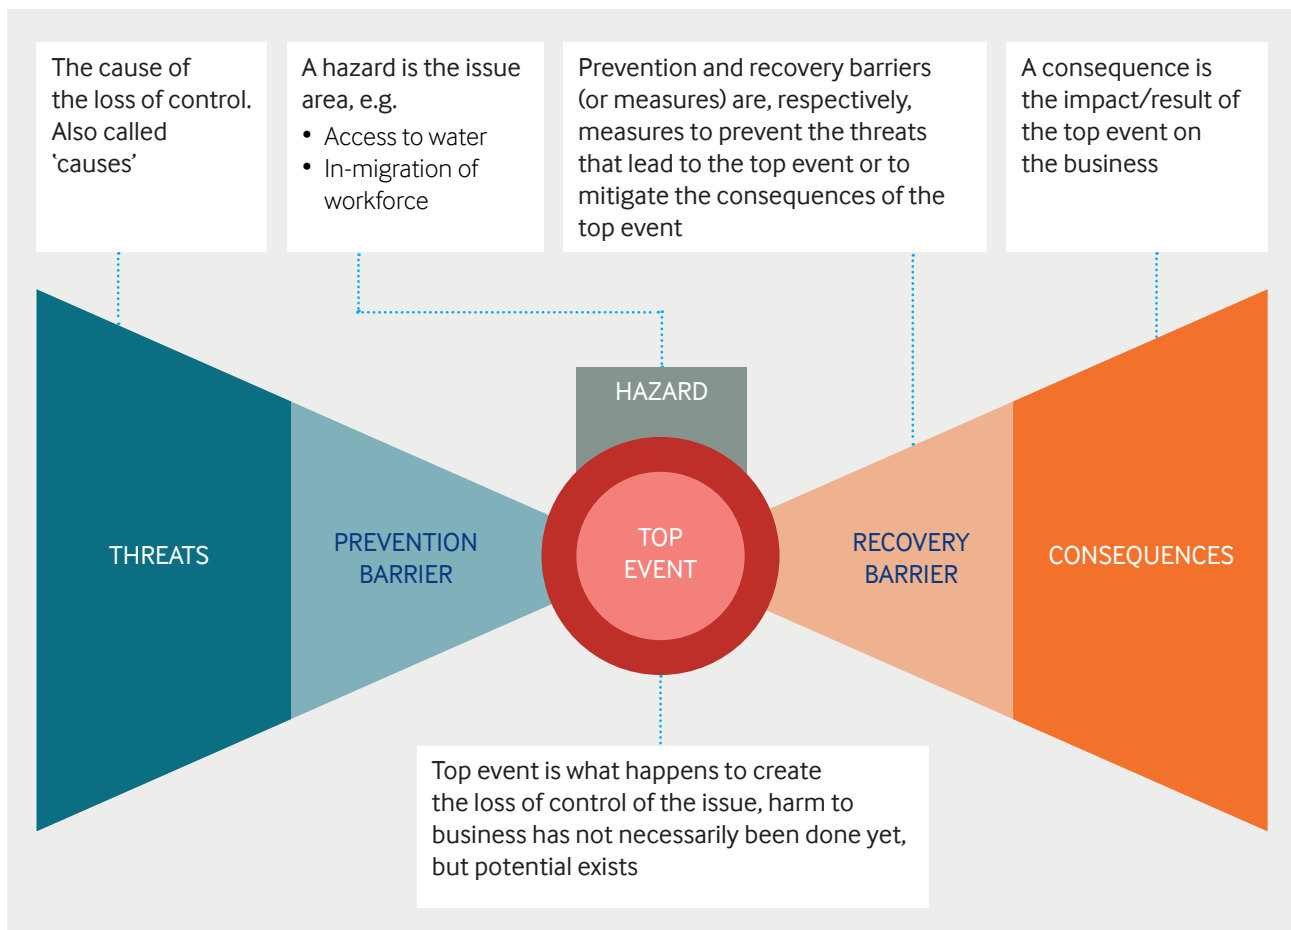 The cause of
the loss of control.
Also called
‘causes’
A hazard is the issue
area, e.g.
• Access to water
• In-migration of
workforce
Prevention and recovery barriers
(or measures) are, respectively,
measures to prevent the threats
that lead to the top event or to
mitigate the consequences of the
top event
A consequence is
the impact/result of
the top event on
the business
HAZARD
THREATS
PREVENTION
BARRIER
TOP
EVENT
RECOVERY
BARRIER
CONSEQUENCES
Top event is what happens to create
the loss of control of the issue, harm to
business has not necessarily been done yet,
but potential exists